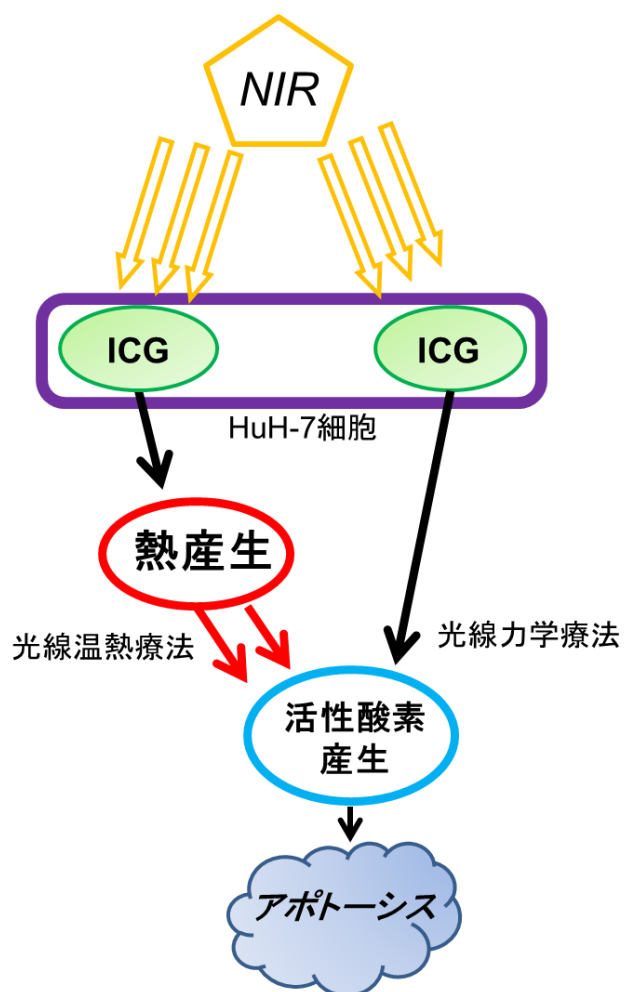 NIR
ICG
ICG
HuH-7細胞
熱産生
光線温熱療法
光線力学療法
活性酸素
産生
アポトーシス